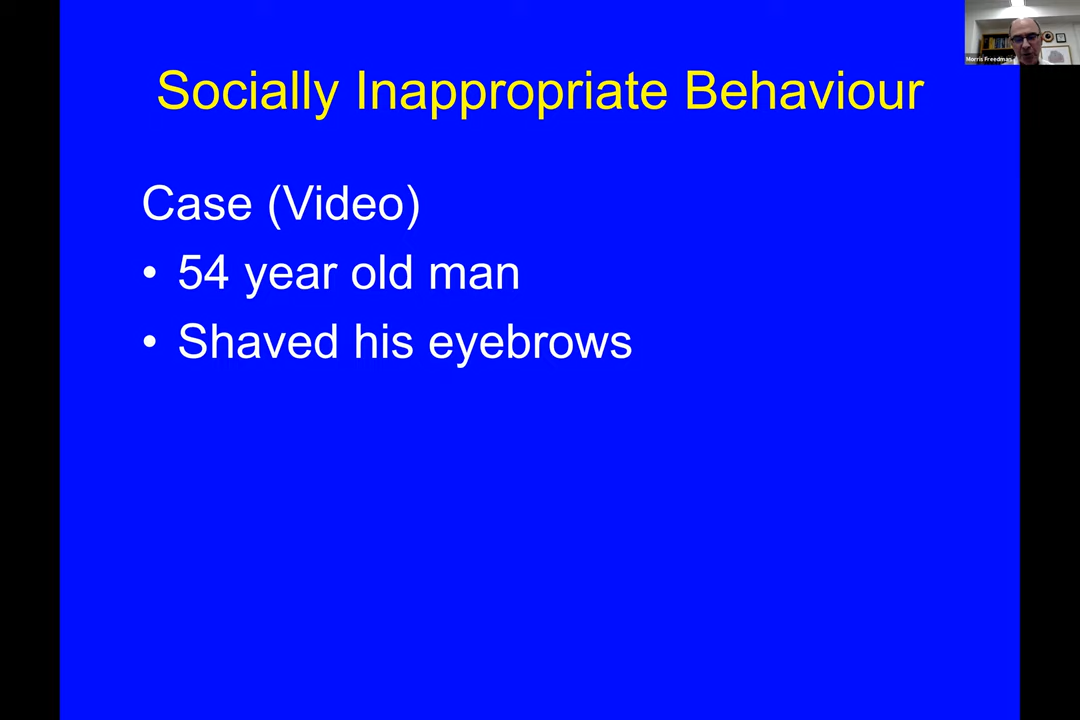 Socially Inappropriate Behaviour
Morris Freedman
Case (Video)
• 54 year old man
• Shaved his eyebrows